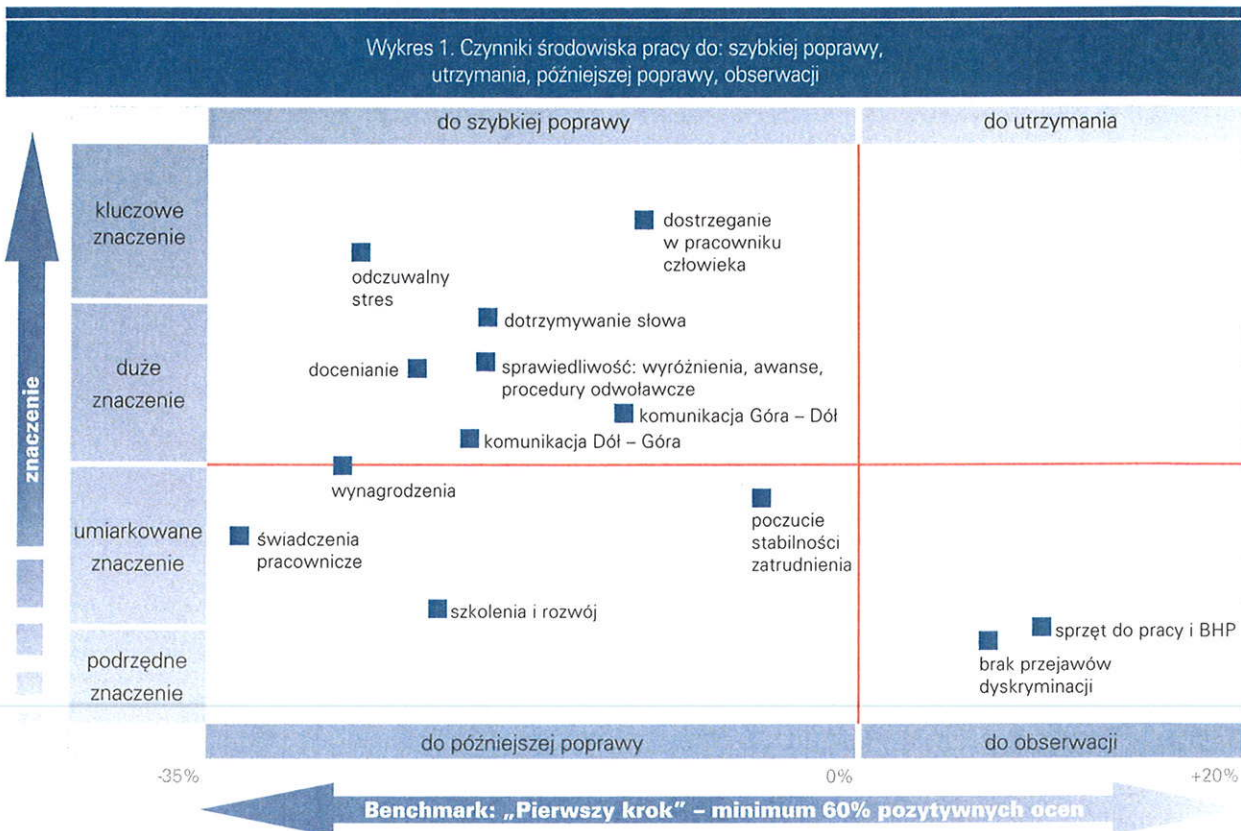 Wykres 1. Czynniki środowiska pracy do: szybkiej poprawy,
utrzymania, późniejszej poprawy, obserwacji
do szybkiej poprawy
do utrzymania
znaczenie
kluczowe
znaczenie
dostrzeganie
w pracowniku
człowieka
odczuwalny
stres
duże
znaczenie
dotrzymywanie słowa
docenianie
sprawiedliwość: wyróżnienia, awanse,
procedury odwoławcze
komunikacja Góra – Dół
komunikacja Dół – Góra
wynagrodzenia
umiarkowane
znaczenie
świadczenia
pracownicze
poczucie
stabilności
zatrudnienia
szkolenia i rozwój
podrzędne
znaczenie
sprzęt do pracy i BHP
brak przejawów
dyskryminacji
do późniejszej poprawy
do obserwacji
-35%
0%
+20%
Benchmark: „Pierwszy krok” – minimum 60% pozytywnych ocen